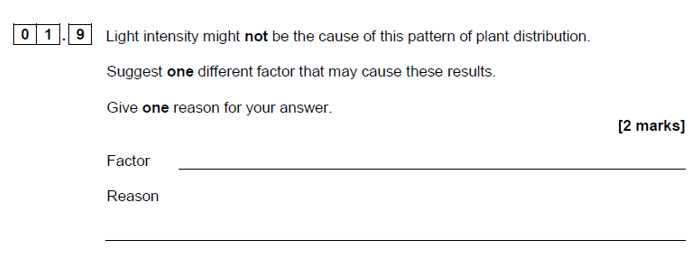 0 1 . 9 Light intensity might not be the cause of this pattern of plant distribution.
Suggest one different factor that may cause these results.
Give one reason for your answer.
[2 marks]
Factor
Reason